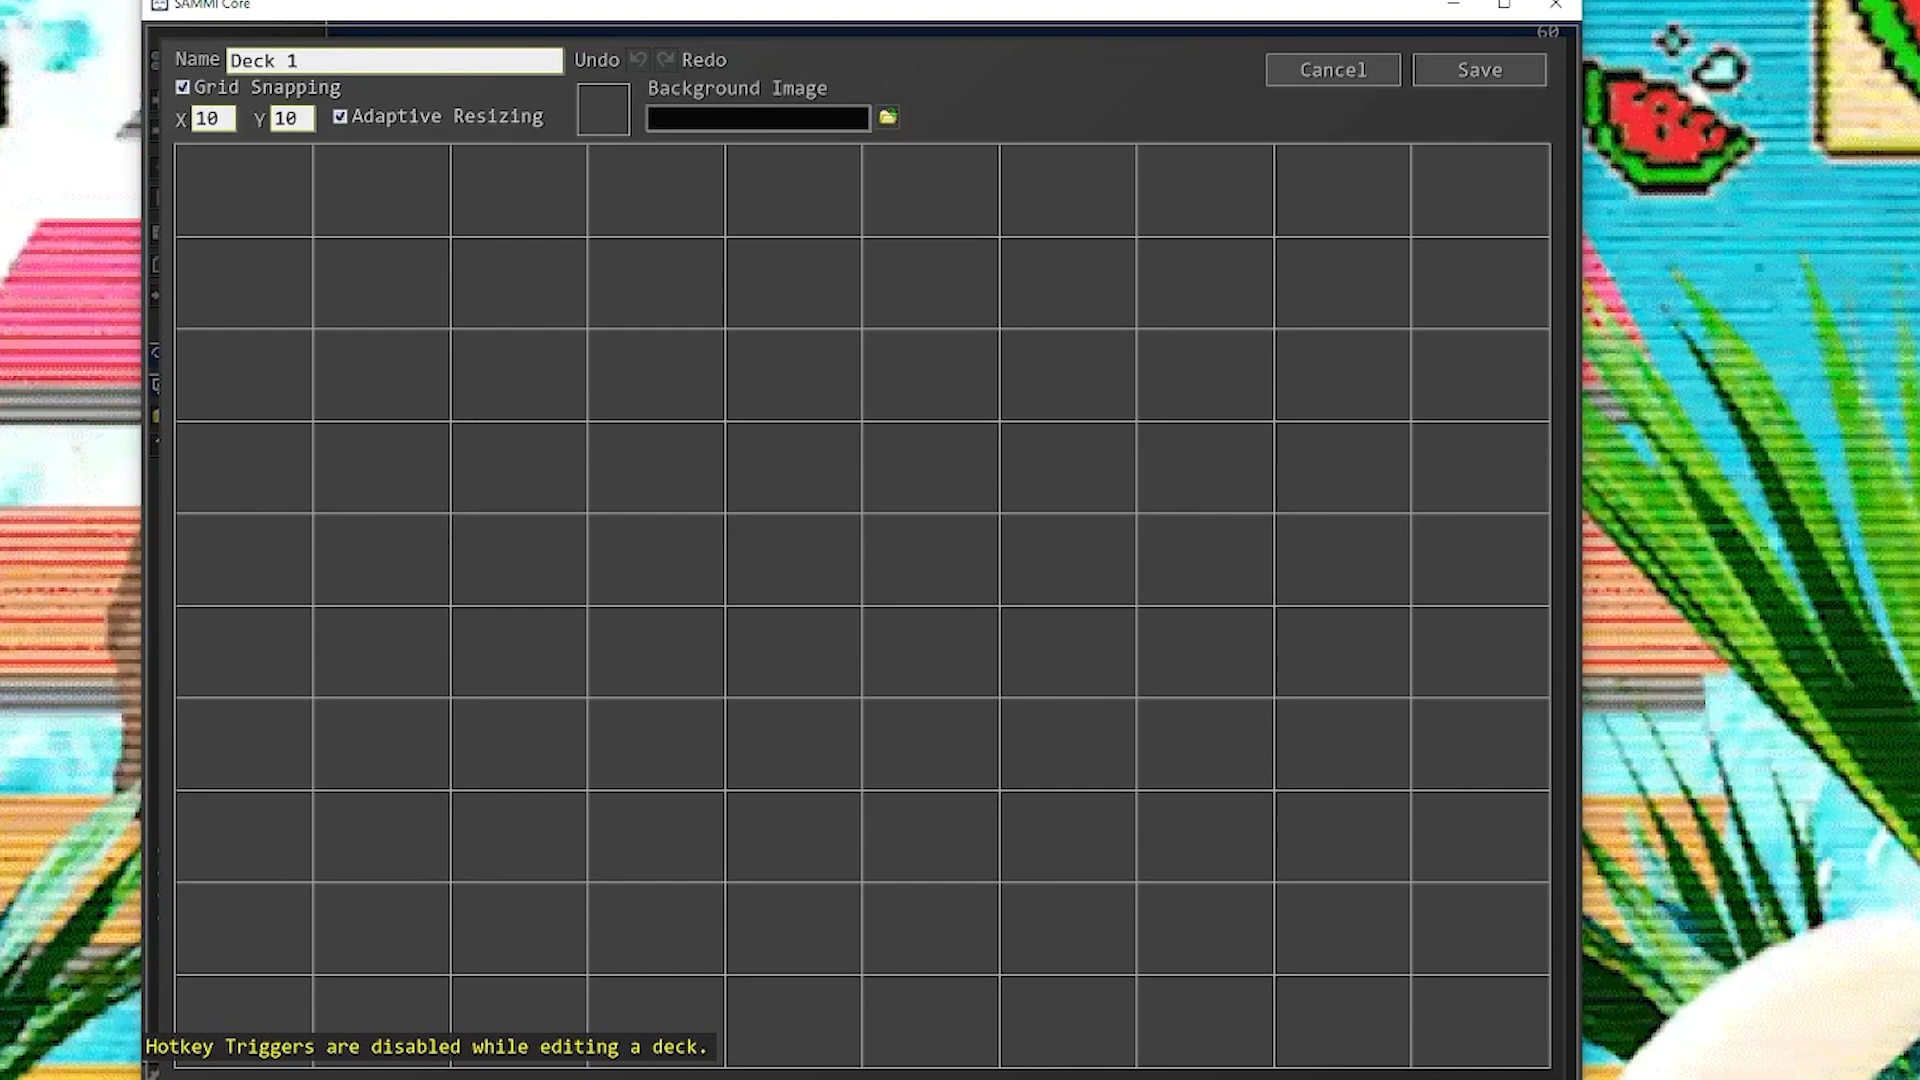 SAMMI Core
60
Name Deck 1 Undo Redo
Cancel Save
Grid Snapping Background Image
X 10 Y 10 Adaptive Resizing
Hotkey Triggers are disabled while editing a deck.